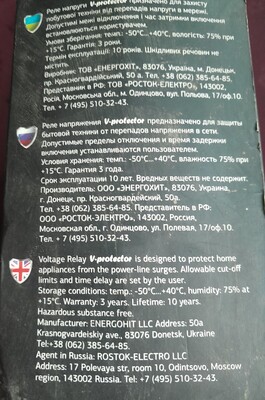 Реле напруги V-protector призначено для захисту
побутової техніки від перепадів напруги в мережі.
Допустимі межі відключення і час затримки вимкнення
встановлюються користувачем.
Умови зберігання: темп.: -50°C..+40°C, вологість 75% при
+15°C. Гарантія: 3 роки.
Термін експлуатації: 10 років. Шкідливих речовин не
містить.
Виробник: ТОВ «ЕНЕРГОХІТ», 83076, Україна, м. Донецьк,
пр. Красногвардійський, 50 а. Тел. +38 (062) 385-64-85.
Представник в РФ: ТОВ «РОСТОК-ЕЛЕКТРО», 143002,
Росія, Московська обл., м. Одинцово, вул. Польова, 17/оф.10.
Тел. + 7 (495) 510-32-43.
Реле напряжения V-protector предназначено для защиты
бытовой техники от перепадов напряжения в сети.
Допустимые пределы отключения и время задержки
включения устанавливаются пользователем.
Условия хранения: темп.: -50°C..+40°C, влажность 75% при
+15°C. Гарантия 3 года.
Срок эксплуатации 10 лет. Вредных веществ не содержит.
Производитель: ООО «ЭНЕРГОХИТ», 83076, Украина,
г. Донецк, пр. Красногвардейский, 50а.
Тел. +38 (062) 385-64-85. Представитель в РФ:
ООО «РОСТОК-ЭЛЕКТРО», 143002, Россия,
Московская обл., г. Одинцово, ул. Полевая, 17/оф.10.
Тел. + 7 (495) 510-32-43.
Voltage Relay V-protector is designed to protect home
appliances from the power-line surges. Allowable cut-off
limits and time delay are set by the user.
Storage conditions: temp.: -50°C..+40°C, humidity: 75% at
+15°C. Warranty: 3 years. Lifetime: 10 years.
Hazardous substance free.
Manufacturer: ENERGOHIT LLC Address: 50a
Krasnogvardeiskiy ave., 83076 Donetsk, Ukraine
Tel:+38 (062) 385-64-85.
Agent in Russia: ROSTOK-ELECTRO LLC
Address: 17 Polevaya str., room 10, Odintsovo, Moscow
region, 143002 Russia. Tel. +7 (495) 510-32-43.